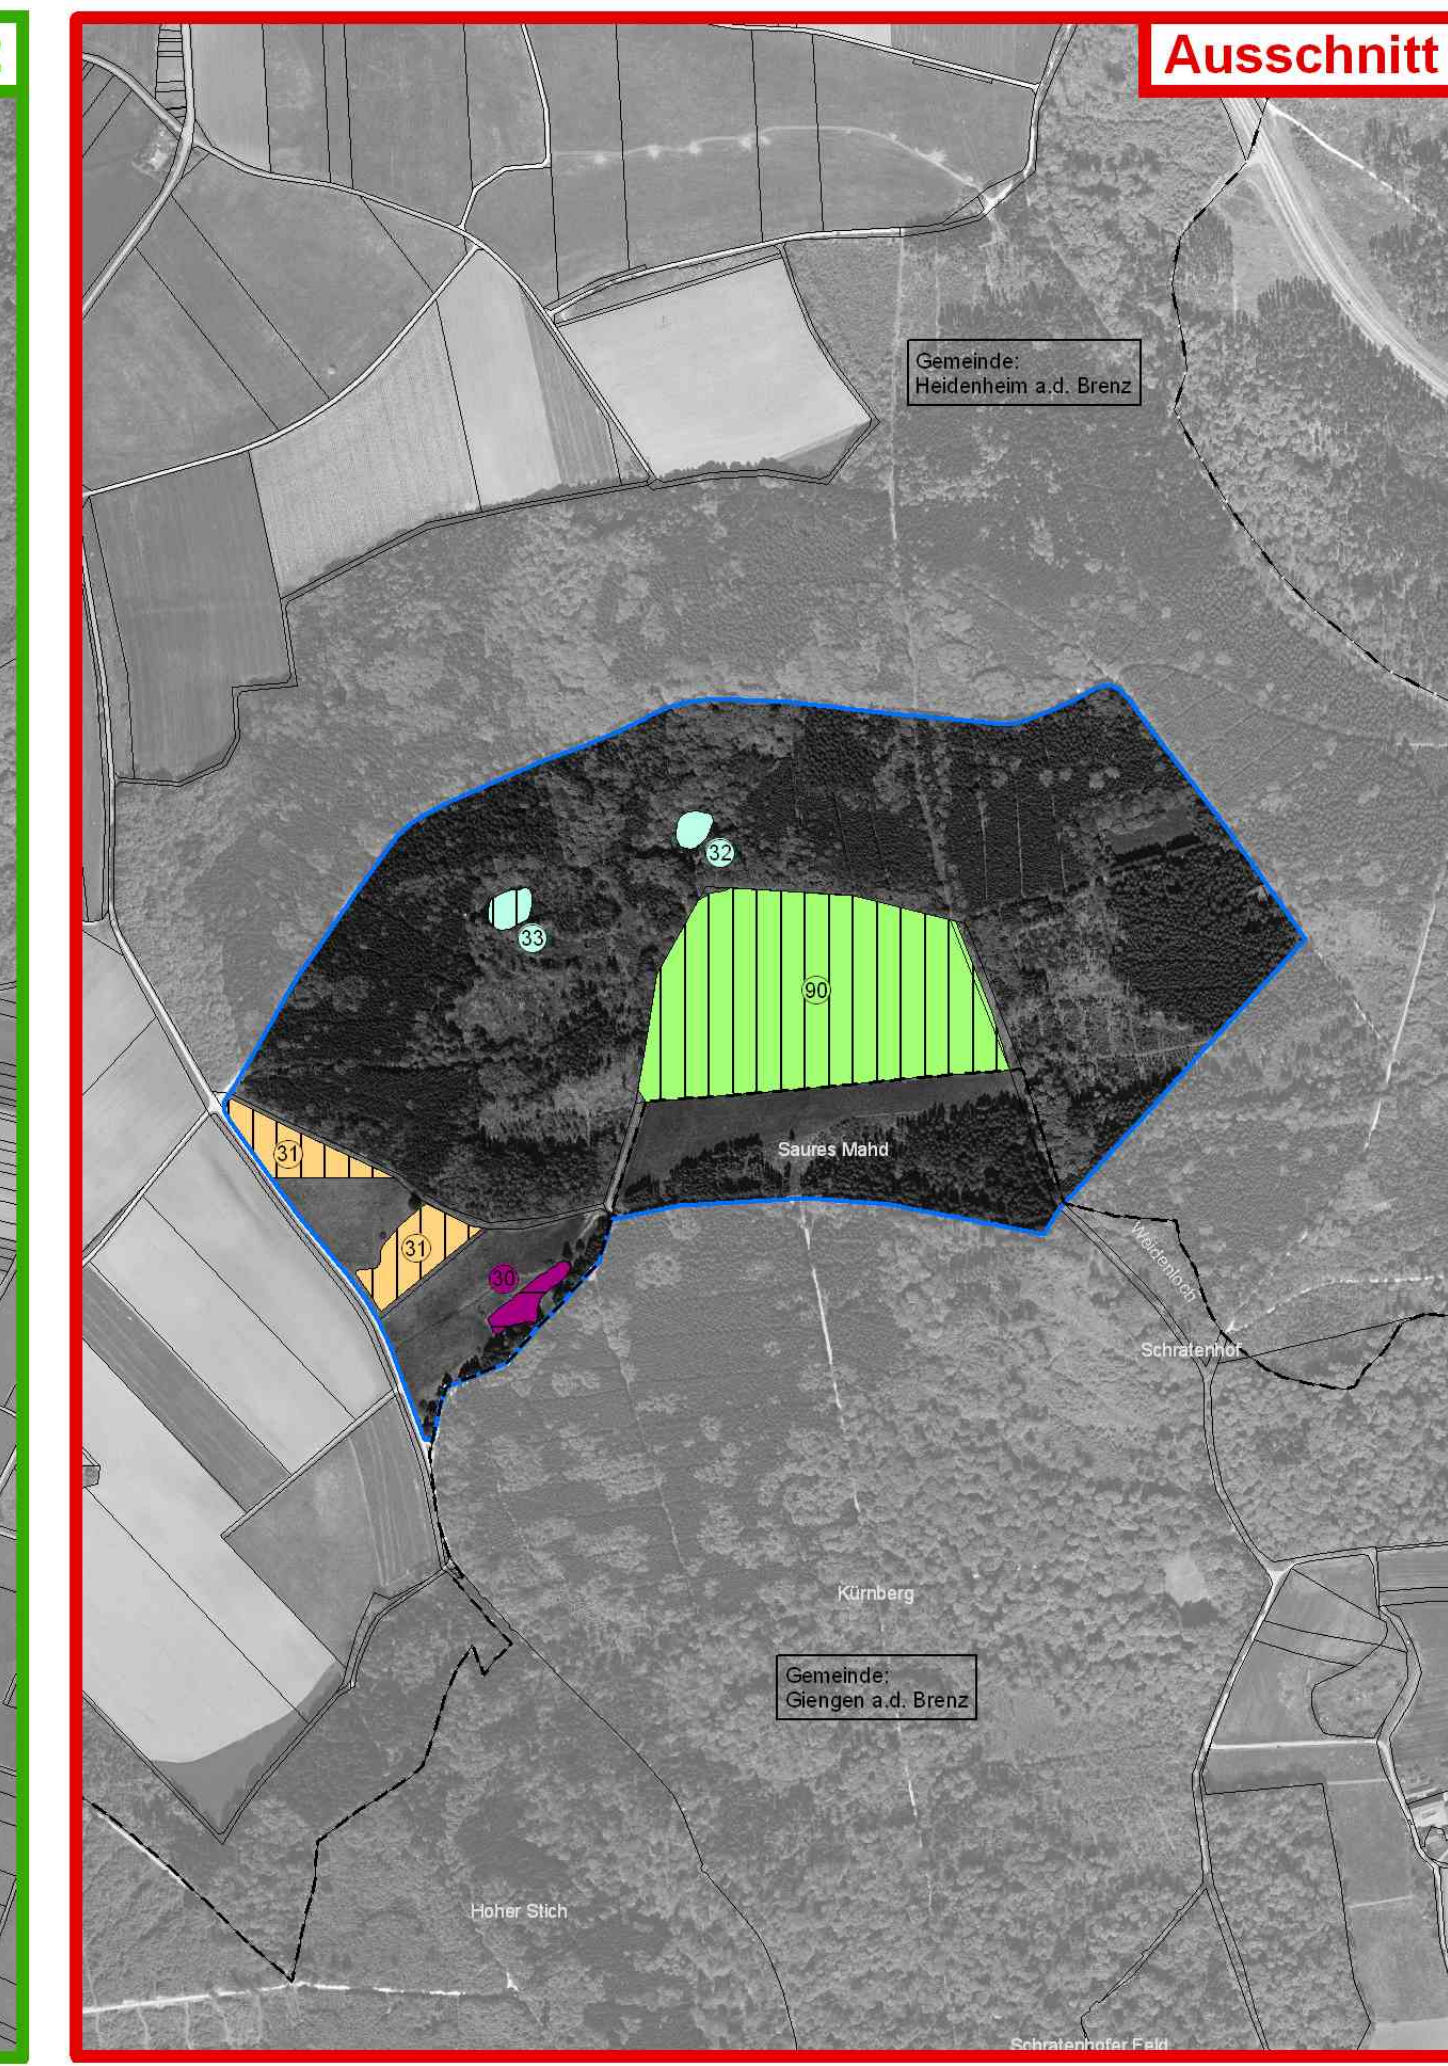 Ausschnitt
Gemeinde:
Heidenheim a.d. Brenz
32
33
90
31
Saures Mahd
31
30
Weidenloch
Schratenhof
Kürnberg
Gemeinde:
Giengen a.d. Brenz
Hoher Stich
Schratenhofer Feld